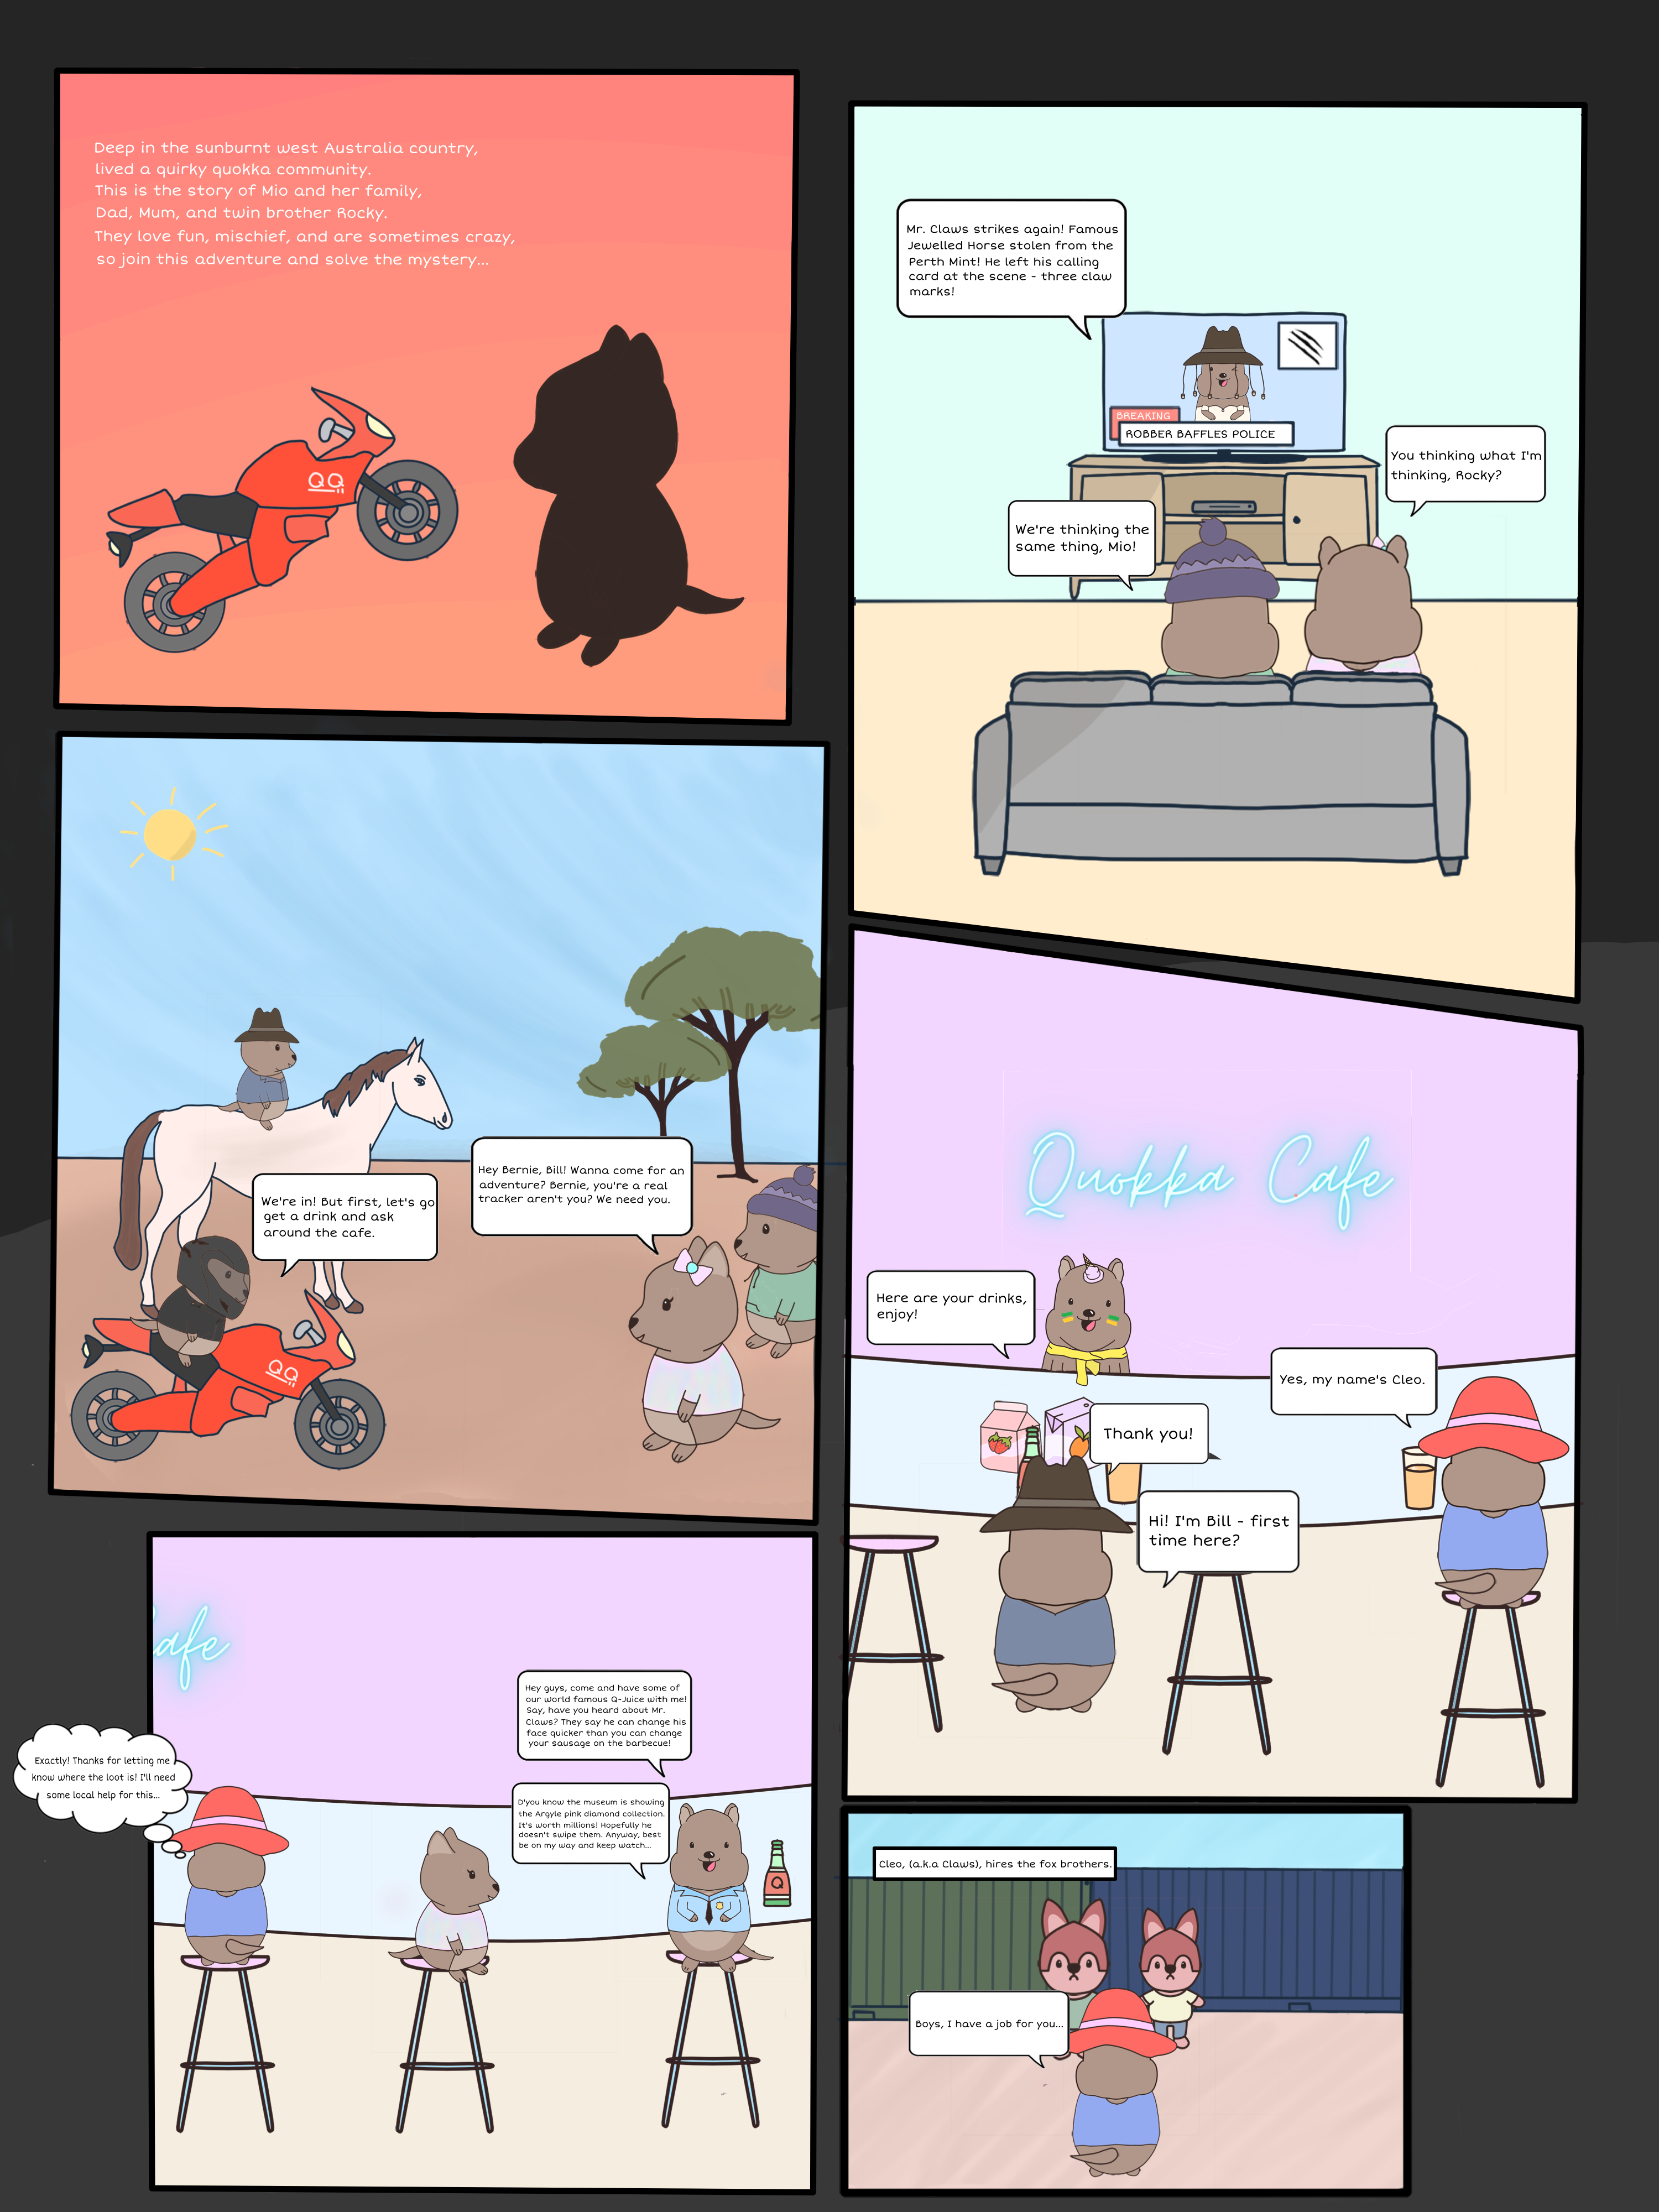 Deep in the sunburnt west Australia country,
lived a quirky quokka community.
This is the story of Mio and her family,
Dad, Mum, and twin brother Rocky.
They love fun, mischief, and are sometimes crazy,
so join this adventure and solve the mystery...
QQ
Mr. Claws strikes again! Famous
Jewelled Horse stolen from the
Perth Mint! He left his calling
card at the scene - three claw
marks!
BREAKING
ROBBER BAFFLES POLICE
You thinking what I'm
thinking, Rocky?
We're thinking the
same thing, Mio!
Hey Bernie, Bill! Wanna come for an
adventure? Bernie, you're a real
tracker aren't you? We need you.
We're in! But first, let's go
get a drink and ask
around the cafe.
QQ
Quokka Cafe
Here are your drinks,
enjoy!
Thank you!
Hi! I'm Bill - first
time here?
Yes, my name's Cleo.
afe
Hey guys, come and have some of
our world famous Q-Juice with me!
Say, have you heard about Mr.
Claws? They say he can change his
face quicker than you can change
your sausage on the barbecue!
D'you know the museum is showing
the Argyle pink diamond collection.
It's worth millions! Hopefully he
doesn't swipe them. Anyway, best
be on my way and keep watch...
Q
Exactly! Thanks for letting me
know where the loot is! I'll need
some local help for this...
Cleo, (a.k.a Claws), hires the fox brothers.
Boys, I have a job for you...